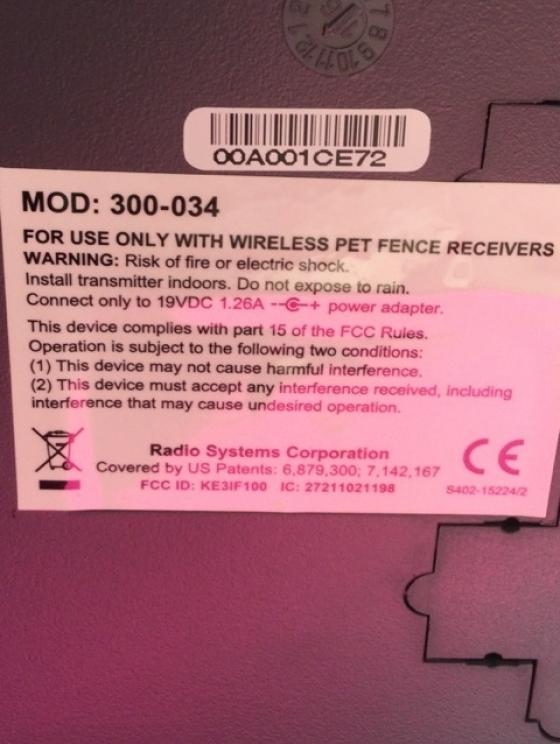 00A001CE72
MOD: 300-034
FOR USE ONLY WITH WIRELESS PET FENCE RECEIVERS
WARNING: Risk of fire or electric shock.
Install transmitter indoors. Do not expose to rain.
Connect only to 19VDC 1.26A power adapter.
This device complies with part 15 of the FCC Rules.
Operation is subject to the following two conditions:
(1) This device may not cause harmful interference.
(2) This device must accept any interference received, including
interference that may cause undesired operation.
Radio Systems Corporation
Covered by US Patents: 6,879,300; 7,142,167
FCC ID: KE3IF100 IC: 27211021198
CE
S402-15224/2